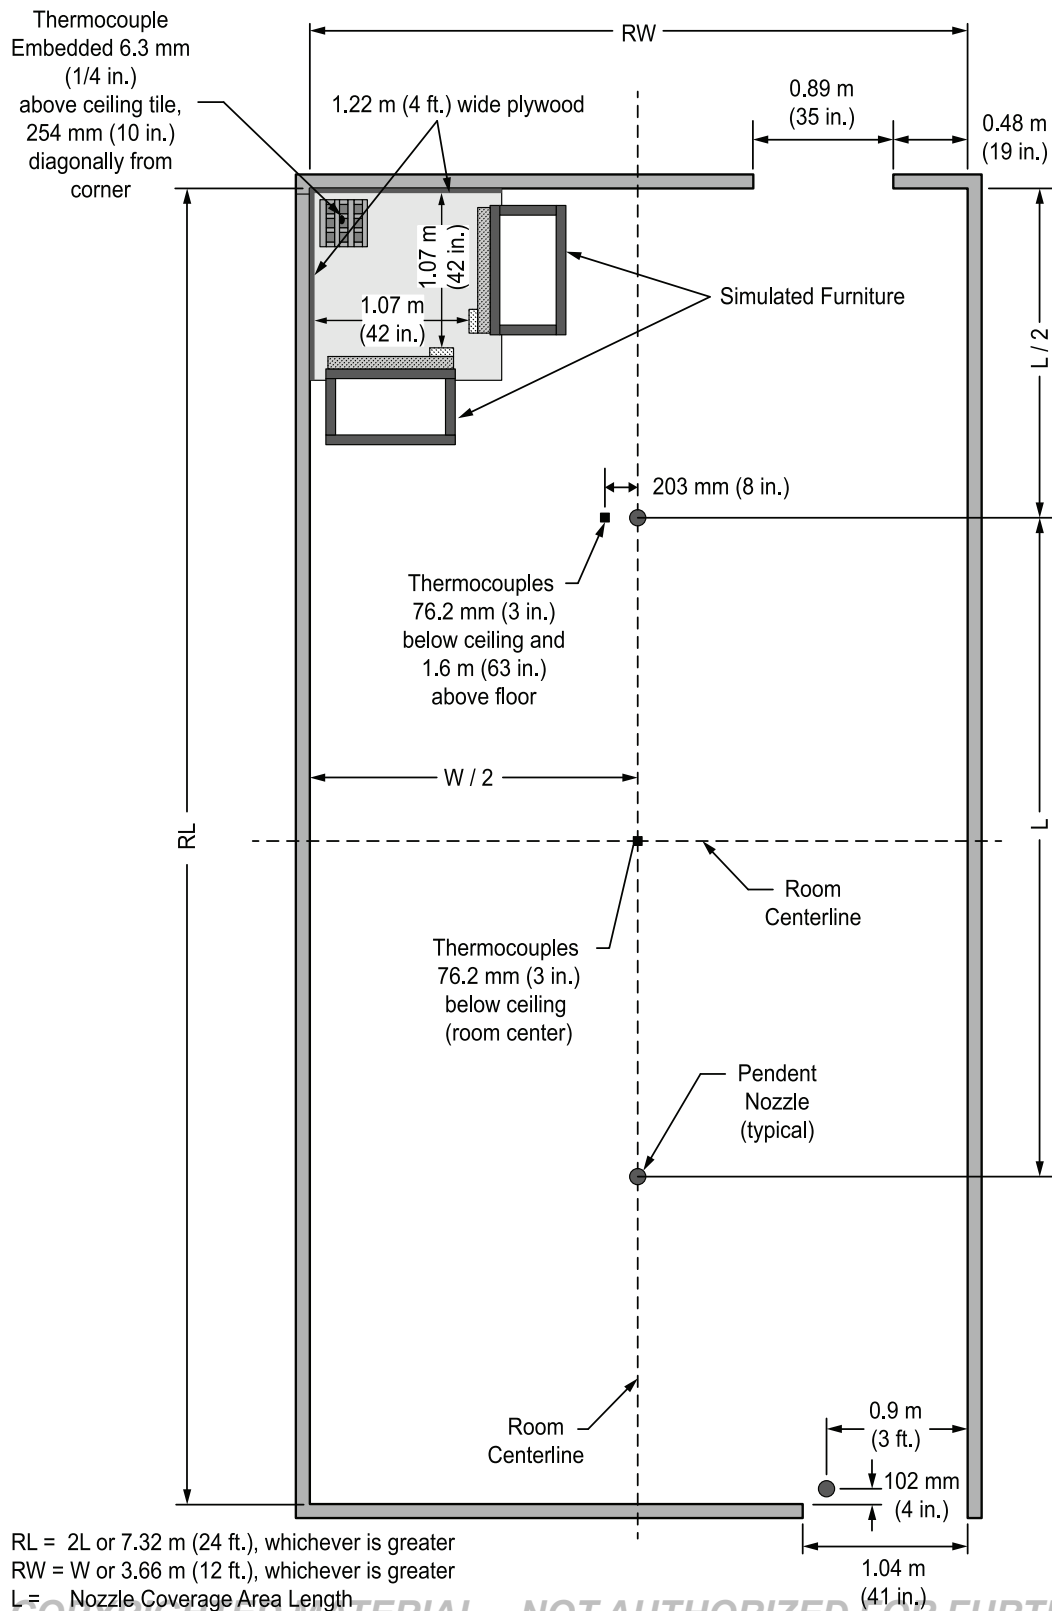 Thermocouple
Embedded 6.3 mm
(1/4 in.)
above ceiling tile,
254 mm (10 in.)
diagonally from
corner
RW
1.22 m (4 ft.) wide plywood
0.89 m
(35 in.)
0.48 m
(19 in.)
1.07 m
(42 in.)
1.07 m
(42 in.)
Simulated Furniture
L / 2
203 mm (8 in.)
Thermocouples
76.2 mm (3 in.)
below ceiling and
1.6 m (63 in.)
above floor
W / 2
RL
L
Room
Centerline
Thermocouples
76.2 mm (3 in.)
below ceiling
(room center)
Pendent
Nozzle
(typical)
Room
Centerline
0.9 m
(3 ft.)
102 mm
(4 in.)
1.04 m
(41 in.)
RL = 2L or 7.32 m (24 ft.), whichever is greater
RW = W or 3.66 m (12 ft.), whichever is greater
L = Nozzle Coverage Area Length
COPYRIGHTED MATERIAL – NOT AUTHORIZED FOR FURTH